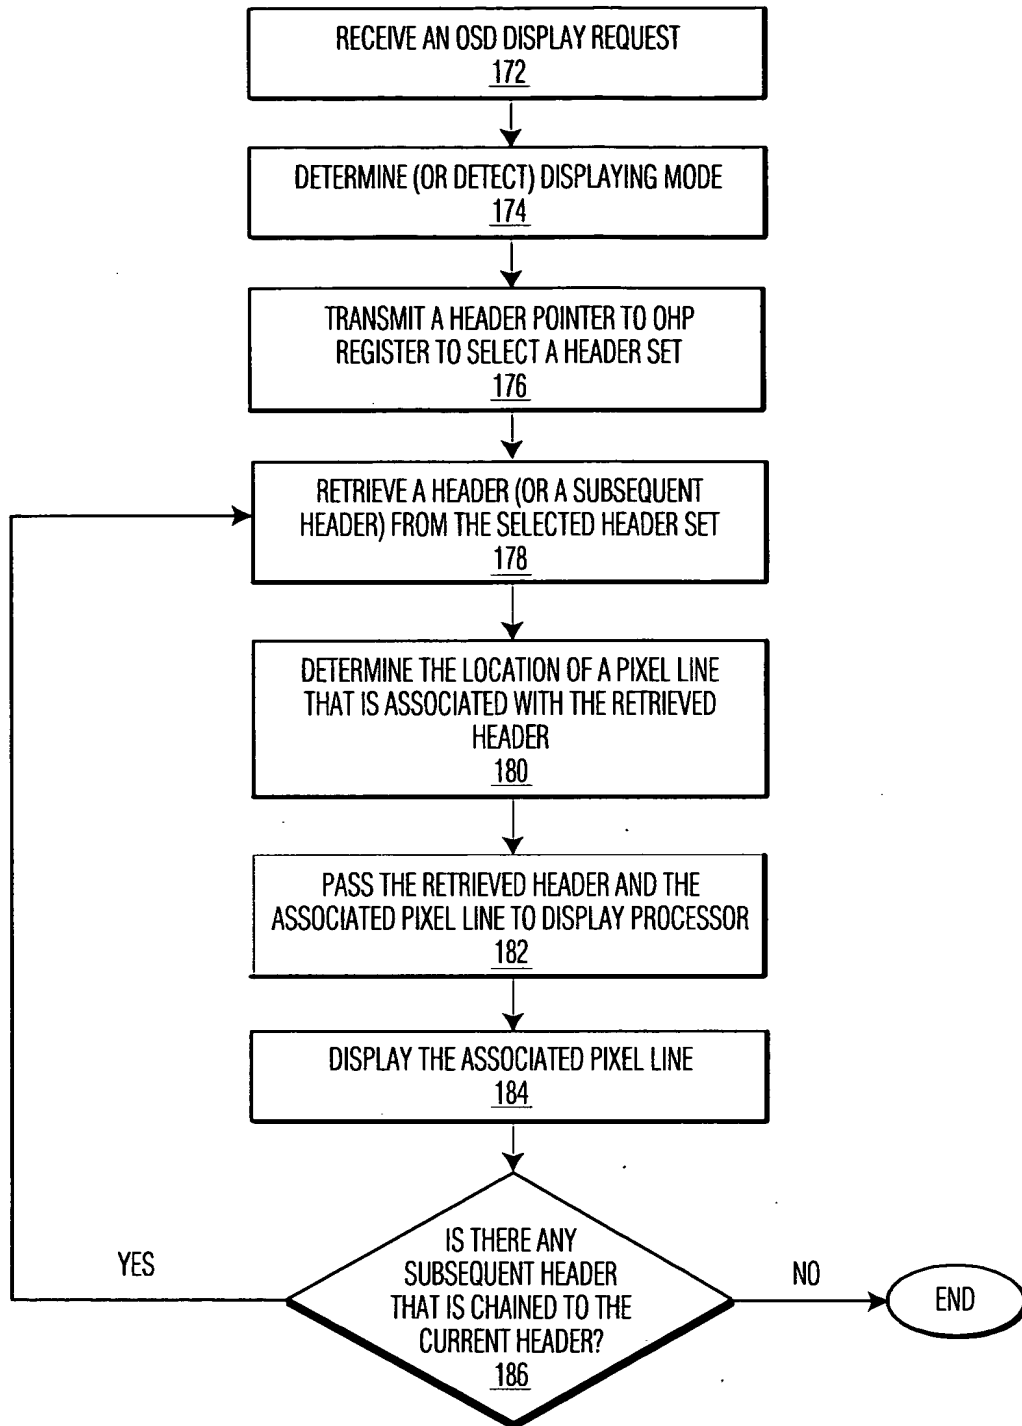 RECEIVE AN OSD DISPLAY REQUEST
172
DETERMINE (OR DETECT) DISPLAYING MODE
174
TRANSMIT A HEADER POINTER TO OHP
REGISTER TO SELECT A HEADER SET
176
RETRIEVE A HEADER (OR A SUBSEQUENT
HEADER) FROM THE SELECTED HEADER SET
178
DETERMINE THE LOCATION OF A PIXEL LINE
THAT IS ASSOCIATED WITH THE RETRIEVED
HEADER
180
PASS THE RETRIEVED HEADER AND THE
ASSOCIATED PIXEL LINE TO DISPLAY PROCESSOR
182
DISPLAY THE ASSOCIATED PIXEL LINE
184
IS THERE ANY
SUBSEQUENT HEADER
THAT IS CHAINED TO THE
CURRENT HEADER?
186
YES
NO
END